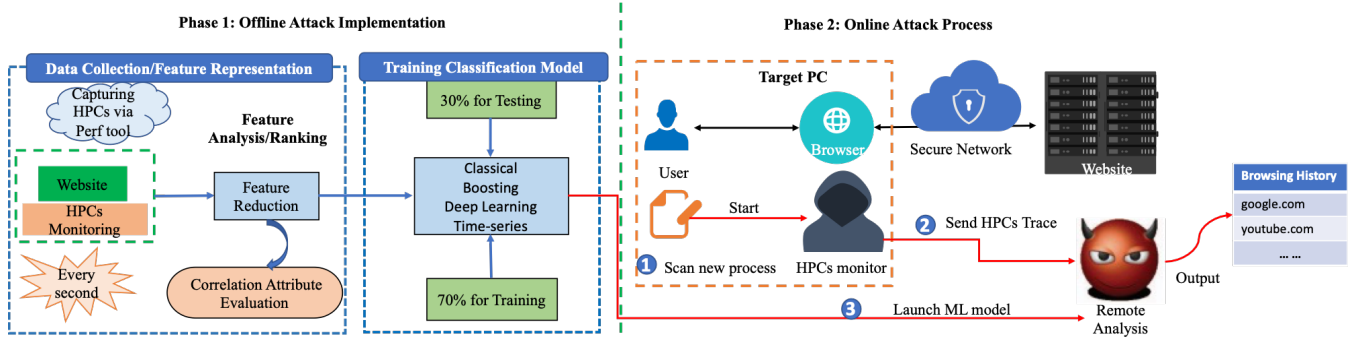 Phase 1: Offline Attack Implementation
Data Collection/Feature Representation
Capturing
HPCs via
Perf tool
Feature
Analysis/Ranking
Website
HPCs
Monitoring
Feature
Reduction
Every
second
Correlation Attribute
Evaluation
Training Classification Model
30% for Testing
Classical
Boosting
Deep Learning
Time-series
70% for Training
Phase 2: Online Attack Process
Target PC
User
Browser
Secure Network
Website
Start
1 Scan new process
HPCs monitor
2 Send HPCs Trace
3 Launch ML model
Remote
Analysis
Output
Browsing History
google.com
youtube.com
... ...